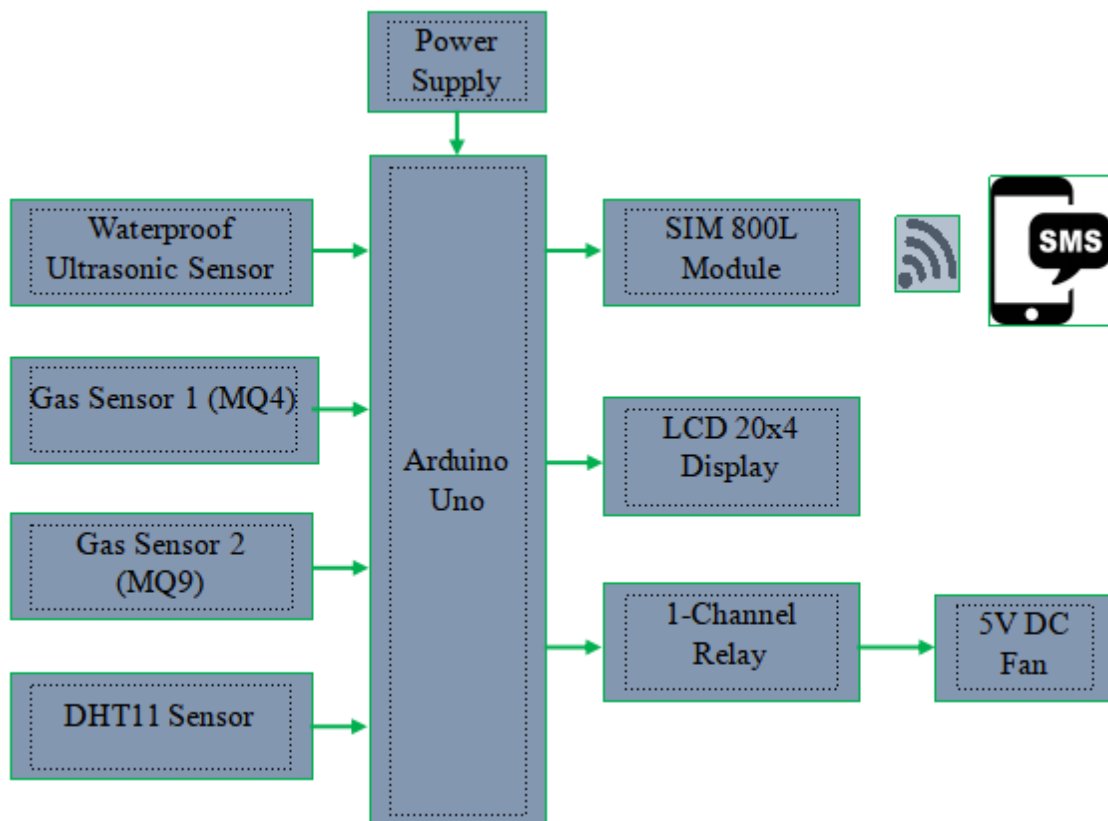 Power
Supply
Waterproof
Ultrasonic Sensor
SIM 800L
Module
SMS
Gas Sensor 1 (MQ4)
Arduino
Uno
LCD 20x4
Display
Gas Sensor 2
(MQ9)
1-Channel
Relay
5V DC
Fan
DHT11 Sensor